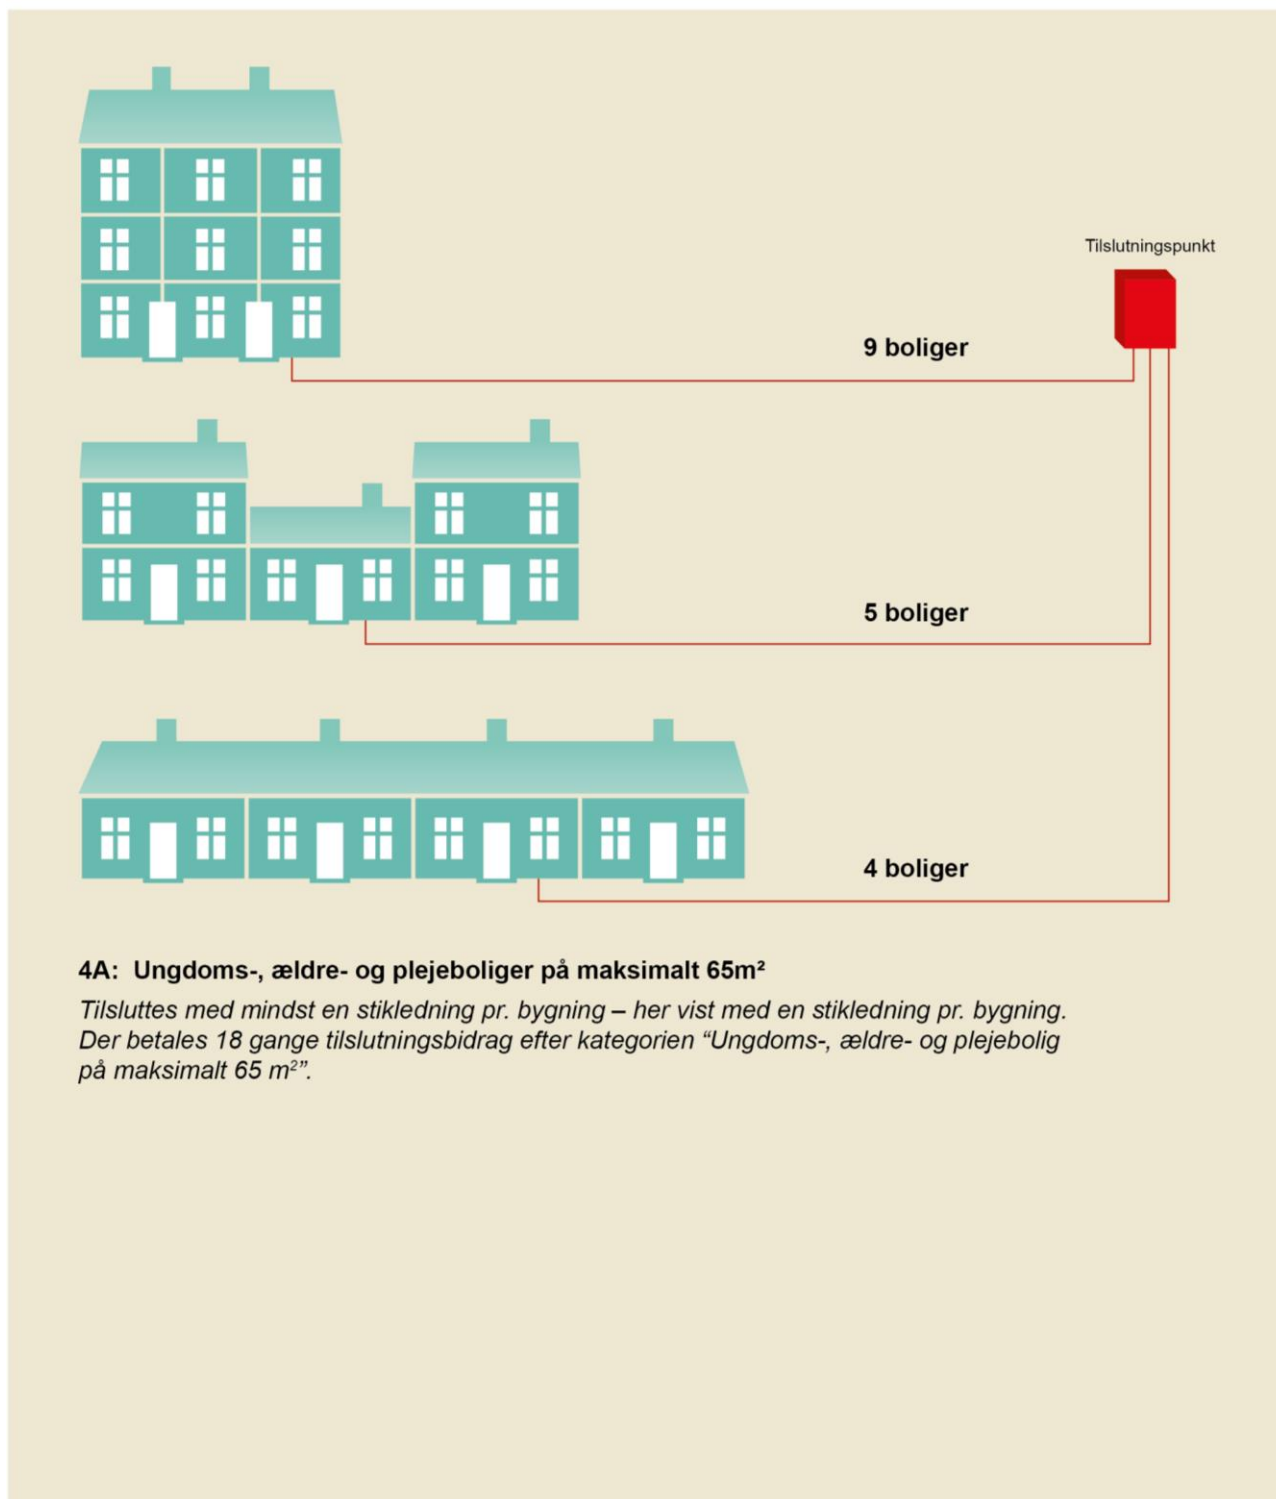 Tilslutningspunkt
9 boliger
5 boliger
4 boliger
4A: Ungdoms-, ældre- og plejeboliger på maksimalt 65m²
Tilsluttes med mindst en stikledning pr. bygning – her vist med en stikledning pr. bygning.
Der betales 18 gange tilslutningsbidrag efter kategorien “Ungdoms-, ældre- og plejebolig
på maksimalt 65 m²”.